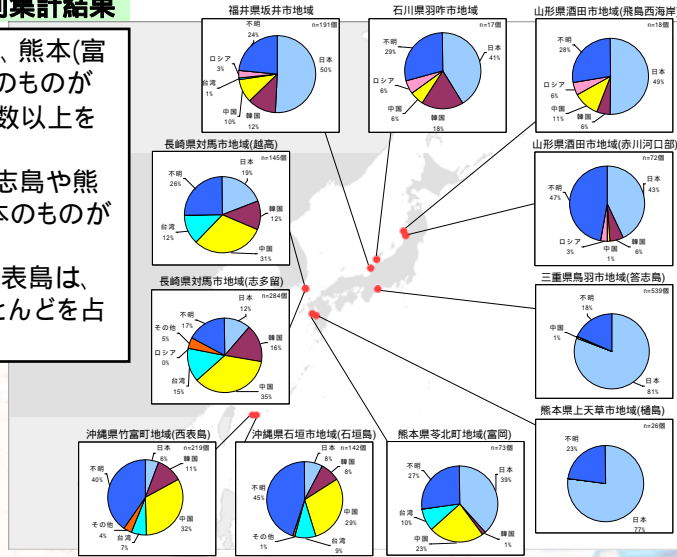 別集計結果
、熊本(富
のものが
数以上を
志島や熊
本のものが
表島は、
とんどを占
福井県坂井市地域
n=191個
不明
24%
ロシア
3%
台湾
1%
中国
10%
韓国
12%
日本
50%
石川県羽咋市地域
n=17個
不明
29%
日本
41%
ロシア
6%
中国
6%
韓国
18%
山形県酒田市地域(飛島西海岸)
n=18個
不明
28%
日本
49%
ロシア
6%
中国
11%
韓国
6%
長崎県対馬市地域(越高)
n=145個
不明
26%
日本
19%
韓国
12%
台湾
12%
中国
31%
山形県酒田市地域(赤川河口部)
n=72個
不明
47%
日本
43%
ロシア
3%
中国
1%
韓国
6%
長崎県対馬市地域(志多留)
n=284個
不明
17%
日本
12%
その他
5%
ロシア
0%
韓国
16%
台湾
15%
中国
35%
三重県鳥羽市地域(答志島)
n=539個
不明
18%
中国
1%
日本
81%
熊本県上天草市地域(樋島)
n=26個
不明
23%
日本
77%
沖縄県竹富町地域(西表島)
n=219個
日本
6%
韓国
11%
不明
40%
中国
32%
その他
4%
台湾
7%
沖縄県石垣市地域(石垣島)
n=142個
日本
8%
韓国
8%
不明
45%
中国
29%
その他
1%
台湾
9%
熊本県苓北町地域(富岡)
n=73個
不明
27%
日本
39%
台湾
10%
中国
23%
韓国
1%